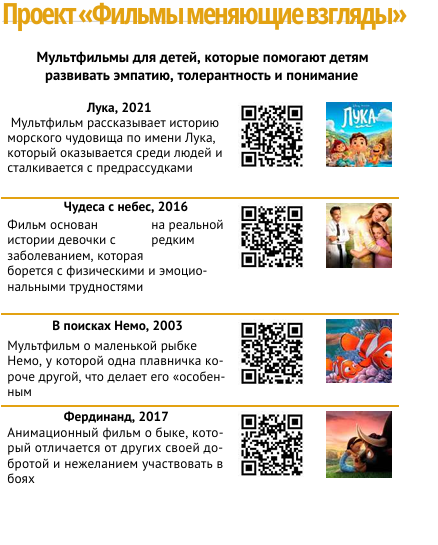 Проект «Фильмы меняющие взгляды»
Мультфильмы для детей, которые помогают детям
развивать эмпатию, толерантность и понимание
Лука, 2021
Мультфильм рассказывает историю
морского чудовища по имени Лука,
который оказывается среди людей и
сталкивается с предрассудками
ЛУКА
Чудеса с небес, 2016
Фильм основан на реальной
истории девочки с редким
заболеванием, которая
борется с физическими и эмоцио-
нальными трудностями
В поисках Немо, 2003
Мультфильм о маленькой рыбке
Немо, у которой одна плавничка ко-
роче другой, что делает его «особен-
ным
Фердинанд, 2017
Анимационный фильм о быке, кото-
рый отличается от других своей до-
бротой и нежеланием участвовать в
боях